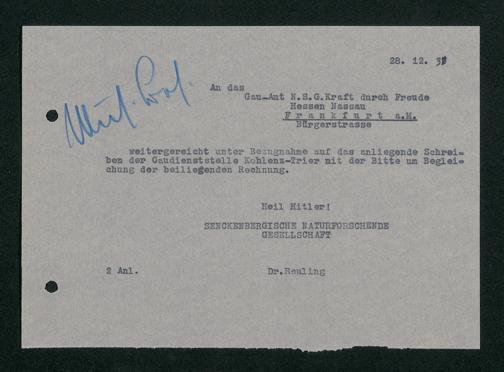 28. 12. 37
An das
Gau-Amt N.S.G.Kraft durch Freude
Hessen Nassau
Frankfurt a.M.
Bürgerstrasse
weitergereicht unter Bezugnahme auf das anliegende Schrei-
ben der Gaudienststelle Koblenz-Trier mit der Bitte um Beglei-
chung der beiliegenden Rechnung.
Heil Hitler!
SENCKENBERGISCHE NATURFORSCHENDE
GESELLSCHAFT
2 Anl.
Dr.Reuling